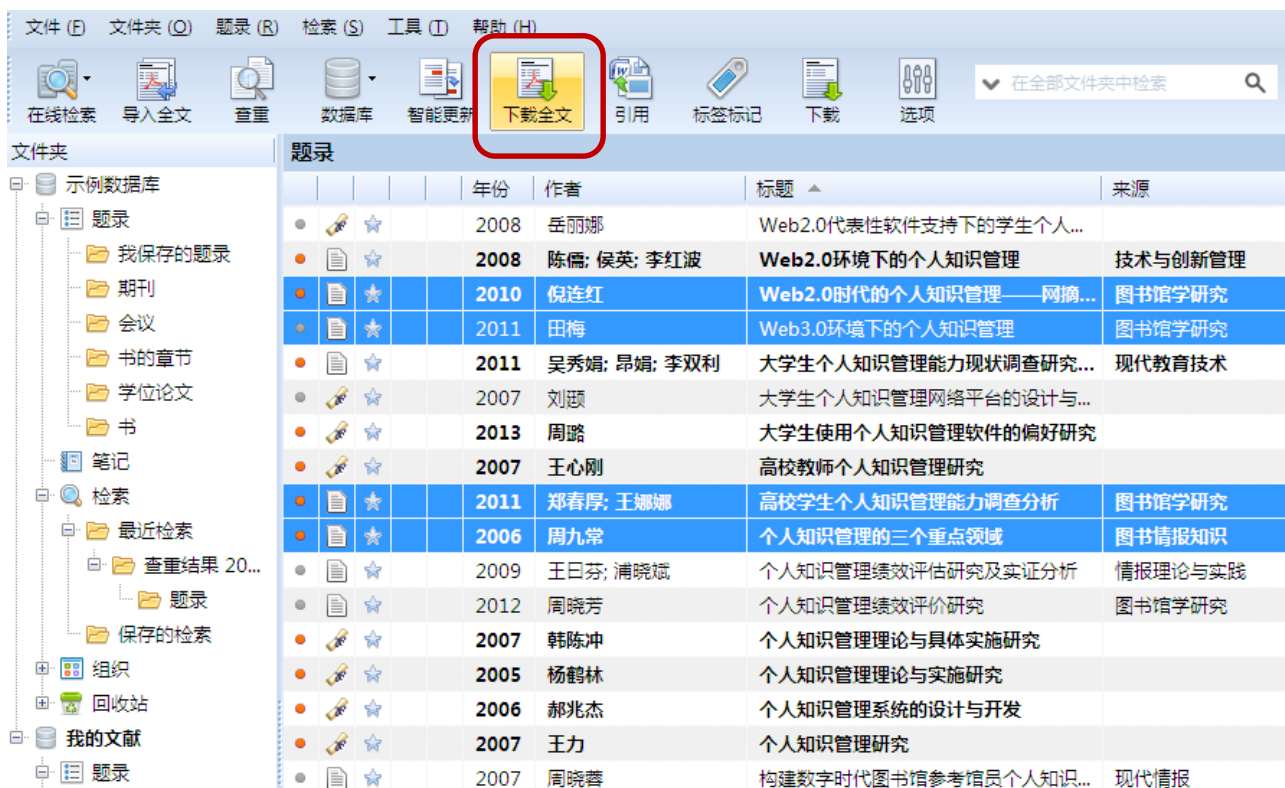 文件 (F) 文件夹 (O) 题录 (R) 检索 (S) 工具 (T) 帮助 (H)
在线检索 导入全文 查重 数据库 智能更新 下载全文 引用 标签标记 下载 选项 在全部文件夹中检索
文件夹
示例数据库
题录
我保存的题录
期刊
会议
书的章节
学位论文
书
笔记
检索
最近检索
查重结果 20...
题录
保存的检索
组织
回收站
我的文献
题录
题录
年份 作者 标题 来源
2008 岳丽娜 Web2.0代表性软件支持下的学生个人...
2008 陈儒; 侯英; 李红波 Web2.0环境下的个人知识管理 技术与创新管理
2010 倪连红 Web2.0时代的个人知识管理——网摘... 图书馆学研究
2011 田梅 Web3.0环境下的个人知识管理 图书馆学研究
2011 吴秀娟; 昂娟; 李双利 大学生个人知识管理能力现状调查研究... 现代教育技术
2007 刘颋 大学生个人知识管理网络平台的设计与...
2013 周璐 大学生使用个人知识管理软件的偏好研究
2007 王心刚 高校教师个人知识管理研究
2011 郑春厚; 王娜娜 高校学生个人知识管理能力调查分析 图书馆学研究
2006 周九常 个人知识管理的三个重点领域 图书情报知识
2009 王曰芬; 浦晓斌 个人知识管理绩效评估研究及实证分析 情报理论与实践
2012 周晓芳 个人知识管理绩效评价研究 图书馆学研究
2007 韩陈冲 个人知识管理理论与具体实施研究
2005 杨鹤林 个人知识管理理论与实施研究
2006 郝兆杰 个人知识管理系统的设计与开发
2007 王力 个人知识管理研究
2007 周晓蓉 构建数字时代图书馆参考馆员个人知识... 现代情报